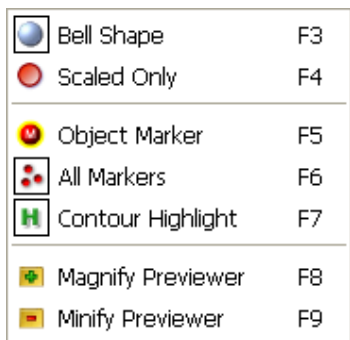 Bell Shape F3
Scaled Only F4
M Object Marker F5
All Markers F6
H Contour Highlight F7
Magnify Previewer F8
Minify Previewer F9